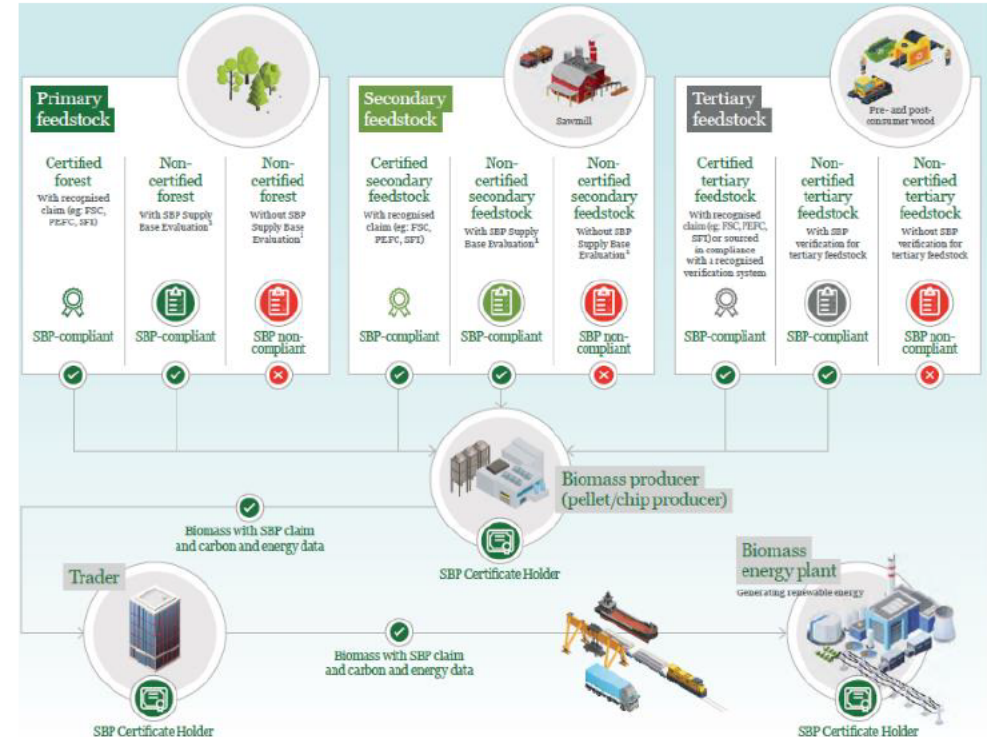 Primary
feedstock
Certified
forest
With recognised
claim (eg: FSC,
PEFC, SFI)
SBP-compliant
Non-
certified
forest
With SBP Supply
Base Evaluation¹
SBP-compliant
Non-
certified forest
Without SBP
Supply Base
Evaluation¹
SBP non-
compliant
Secondary
feedstock
Sawmill
Certified
secondary
feedstock
With recognised
claim (eg: FSC,
PEFC, SFI)
SBP-compliant
Non-
certified
secondary
feedstock
With SBP Supply
Base Evaluation¹
SBP-compliant
Non-
certified
secondary
feedstock
Without SBP
Supply Base
Evaluation¹
SBP non-
compliant
Tertiary
feedstock
Pre- and post-
consumer wood
Certified
tertiary
feedstock
With recognised
claim (eg: FSC, PEFC,
SFI) or sourced
in compliance
with a recognised
verification system
SBP-compliant
Non-
certified
tertiary
feedstock
With SBP
verification for
tertiary feedstock
SBP-compliant
Non-
certified
tertiary
feedstock
Without SBP
verification for
tertiary feedstock
SBP non-
compliant
Biomass producer
(pellet/chip producer)
SBP Certificate Holder
Biomass with SBP claim
and carbon and energy data
Trader
SBP Certificate Holder
Biomass with SBP claim
and carbon and energy data
Biomass
energy plant
Generating renewable energy
SBP Certificate Holder